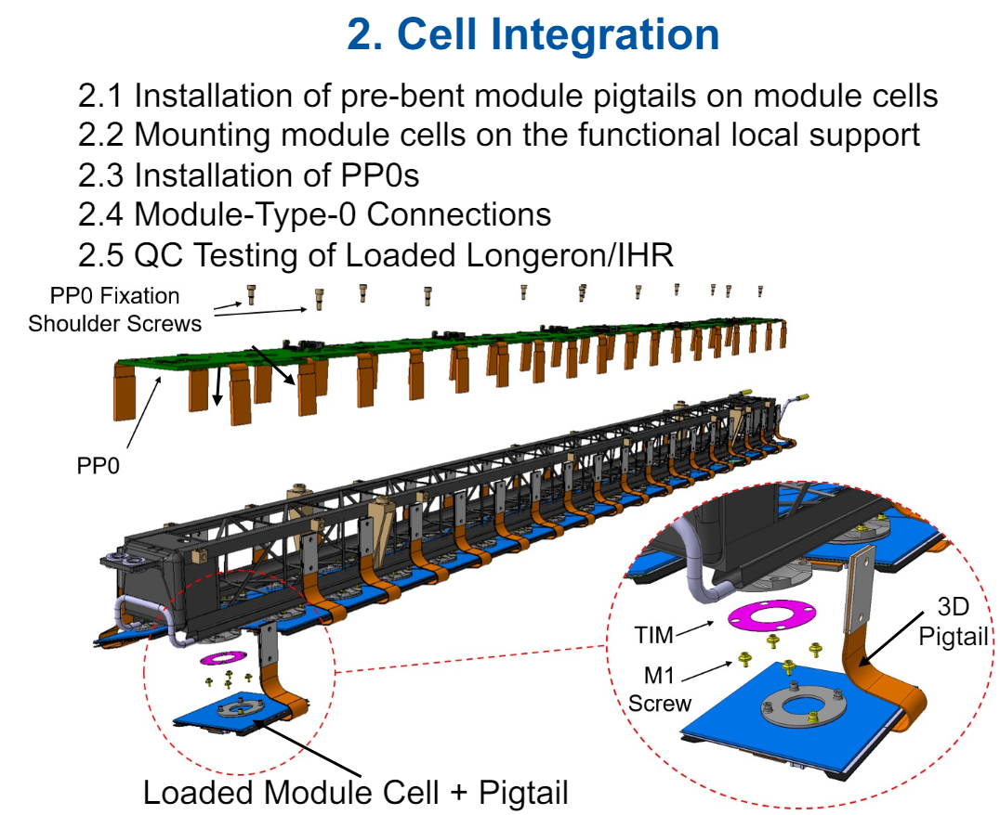 2. Cell Integration
2.1 Installation of pre-bent module pigtails on module cells
2.2 Mounting module cells on the functional local support
2.3 Installation of PP0s
2.4 Module-Type-0 Connections
2.5 QC Testing of Loaded Longeron/IHR
PP0 Fixation
Shoulder Screws
PP0
TIM
M1
Screw
3D
Pigtail
Loaded Module Cell + Pigtail